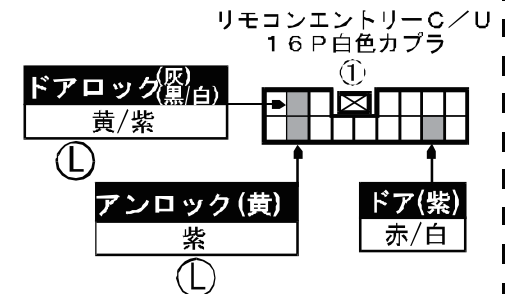 リモコンエントリーＣ／Ｕ
１６Ｐ白色カプラ
①
ドアロック(灰)
(黒/白)
黄/紫
Ⓛ
アンロック(黄)
紫
Ⓛ
ドア(紫)
赤/白